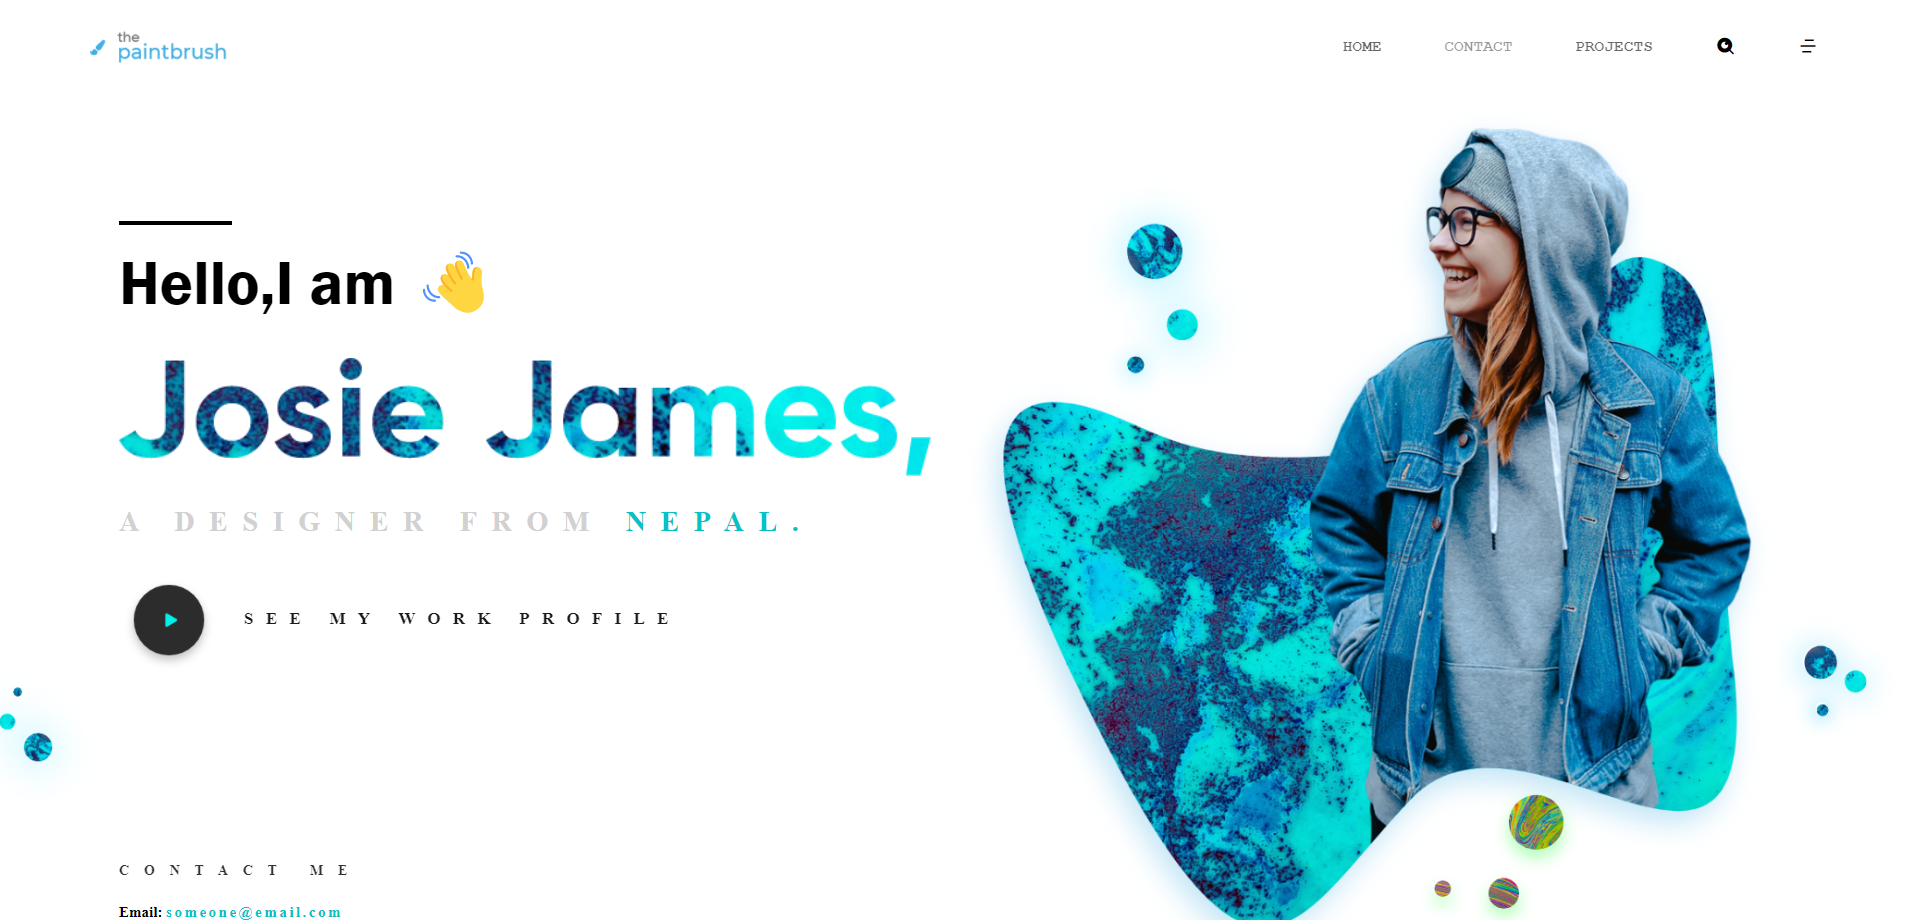 the
paintbrush
HOME CONTACT PROJECTS
Hello,I am
Josie James,
A DESIGNER FROM NEPAL.
SEE MY WORK PROFILE
CONTACT ME
Email: someone@email.com